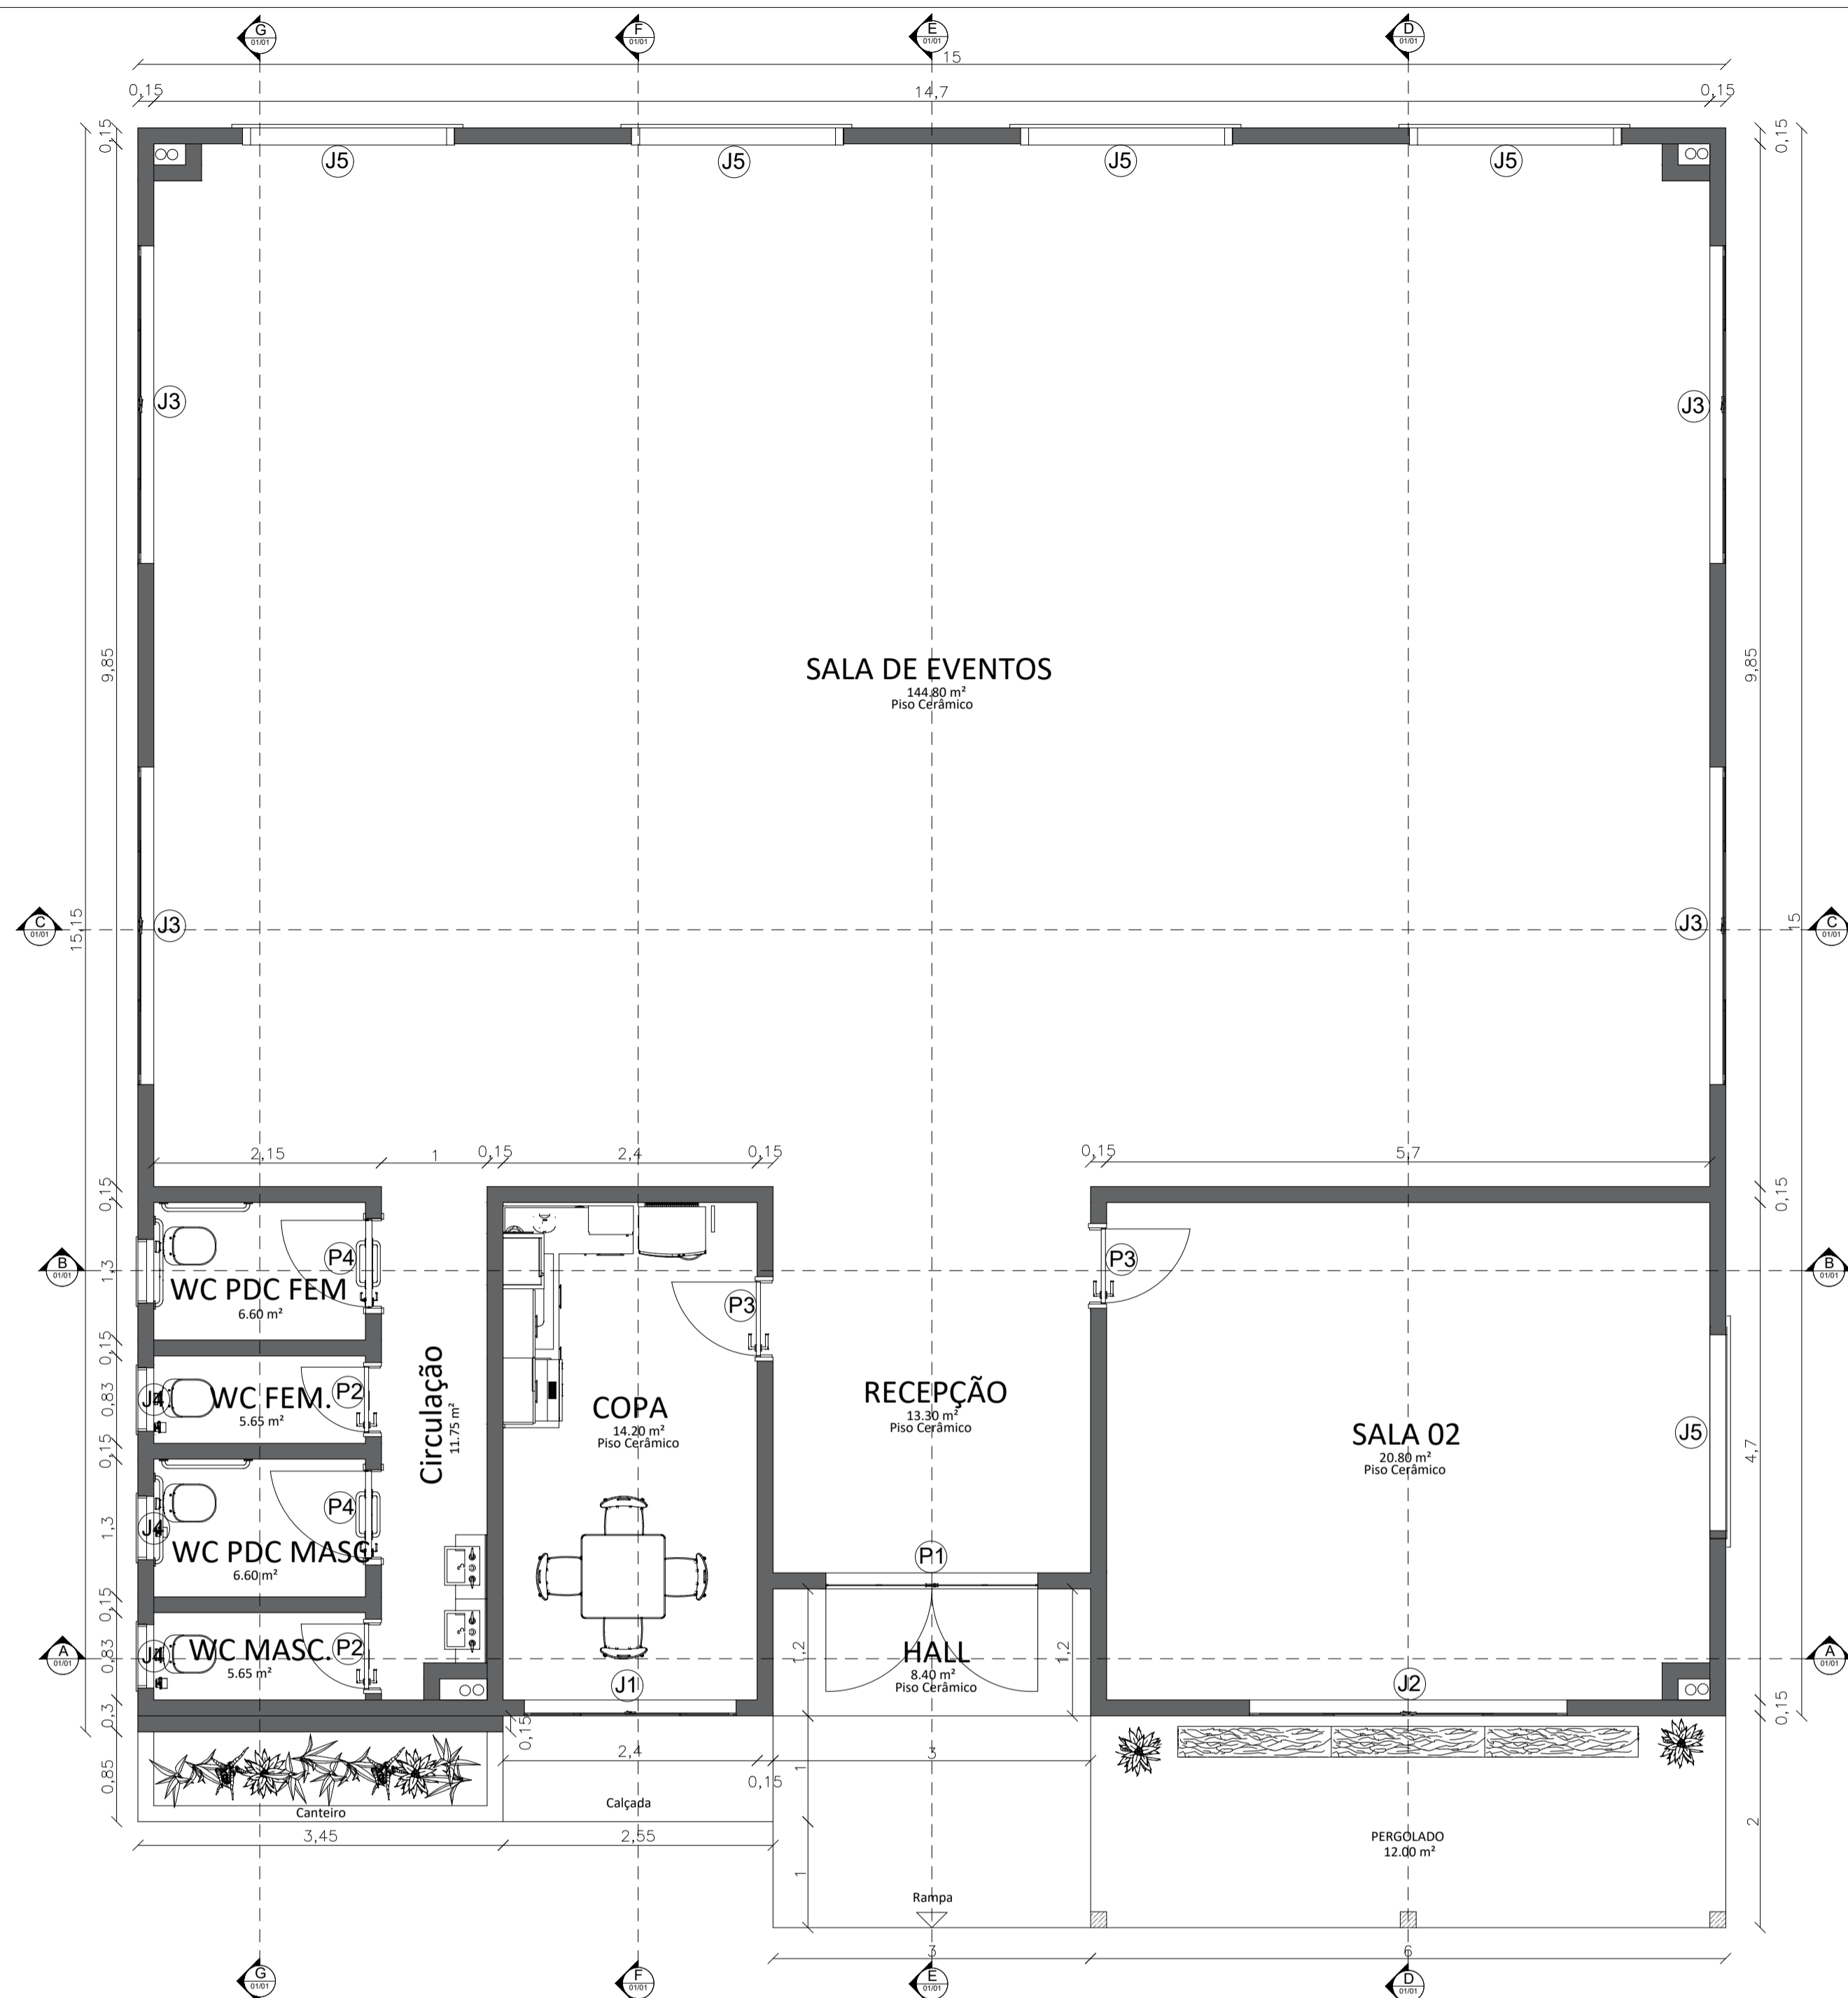 G
01/01
F
01/01
E
01/01
D
01/01
15
0,15
14,7
0,15
0,15
0,15
J5
J5
J5
J5
J3
J3
9,85
9,85
SALA DE EVENTOS
144.80 m²
Piso Cerâmico
C
01/01
15,15
J3
J3
15
C
01/01
2,15
1
0,15
2,4
0,15
0,15
5,7
0,15
0,15
B
01/01
1,3
P4
WC PDC FEM
6.60 m²
P3
P3
B
01/01
0,15
0,83
J4
WC FEM.
5.65 m²
P2
Circulação
11.75 m²
COPA
14.20 m²
Piso Cerâmico
RECEPÇÃO
13.30 m²
Piso Cerâmico
SALA 02
20.80 m²
Piso Cerâmico
J5
4,7
0,15
1,3
J4
P4
WC PDC MASC
6.60 m²
P1
0,15
A
01/01
0,83
J4
WC MASC.
5.65 m²
P2
1,2
HALL
8.40 m²
Piso Cerâmico
1,2
A
01/01
0,3
J1
J2
0,15
0,15
2,4
0,15
3
1
0,85
Canteiro
Calçada
3,45
2,55
PERGOLADO
12.00 m²
2
1
Rampa
3
6
G
01/01
F
01/01
E
01/01
D
01/01